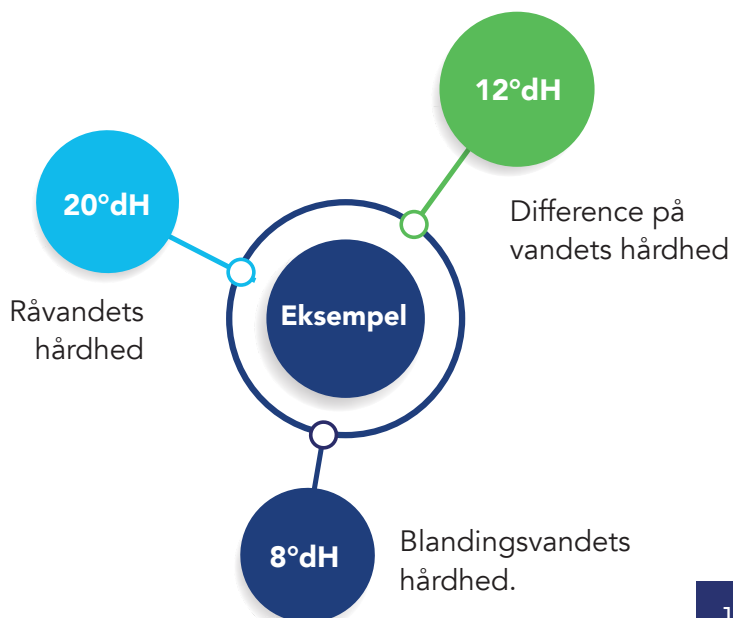 12°dH
Difference på
vandets hårdhed
20°dH
Råvandets
hårdhed
Eksempel
8°dH
Blandingsvandets
hårdhed.